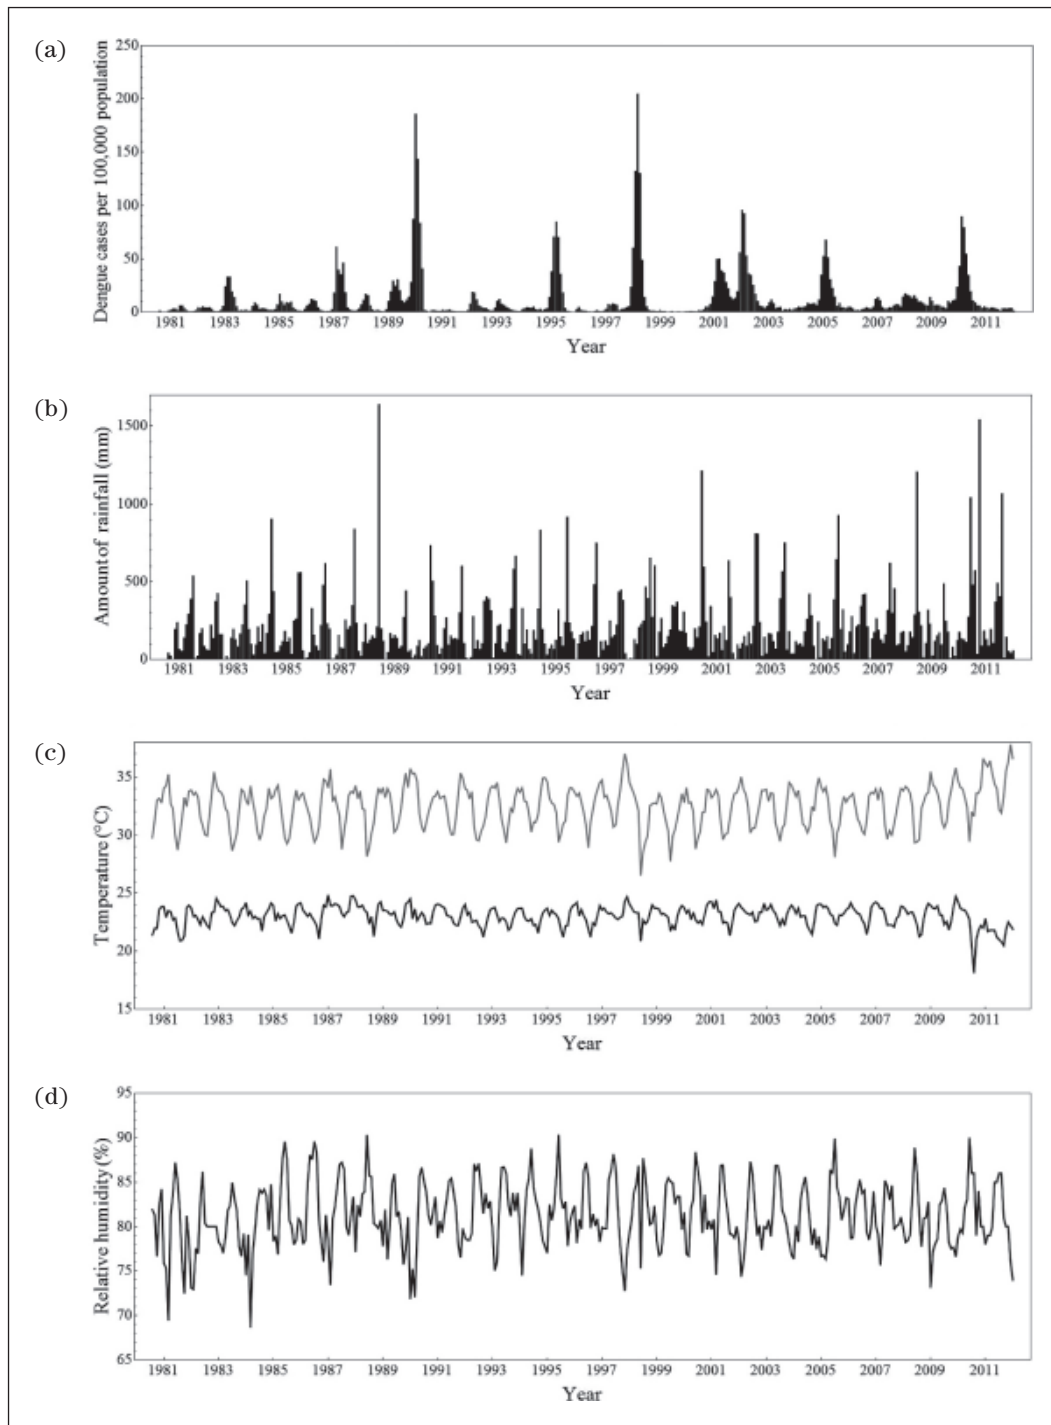 (a)
Dengue cases per 100,000 population
250
200
150
100
50
0
1981 1983 1985 1987 1989 1991 1993 1995 1997 1999 2001 2003 2005 2007 2009 2011
Year
(b)
Amount of rainfall (mm)
1500
1000
500
0
1981 1983 1985 1987 1989 1991 1993 1995 1997 1999 2001 2003 2005 2007 2009 2011
Year
(c)
Temperature (°C)
35
30
25
20
15
1981 1983 1985 1987 1989 1991 1993 1995 1997 1999 2001 2003 2005 2007 2009 2011
Year
(d)
Relative humidity (%)
95
90
85
80
75
70
65
1981 1983 1985 1987 1989 1991 1993 1995 1997 1999 2001 2003 2005 2007 2009 2011
Year